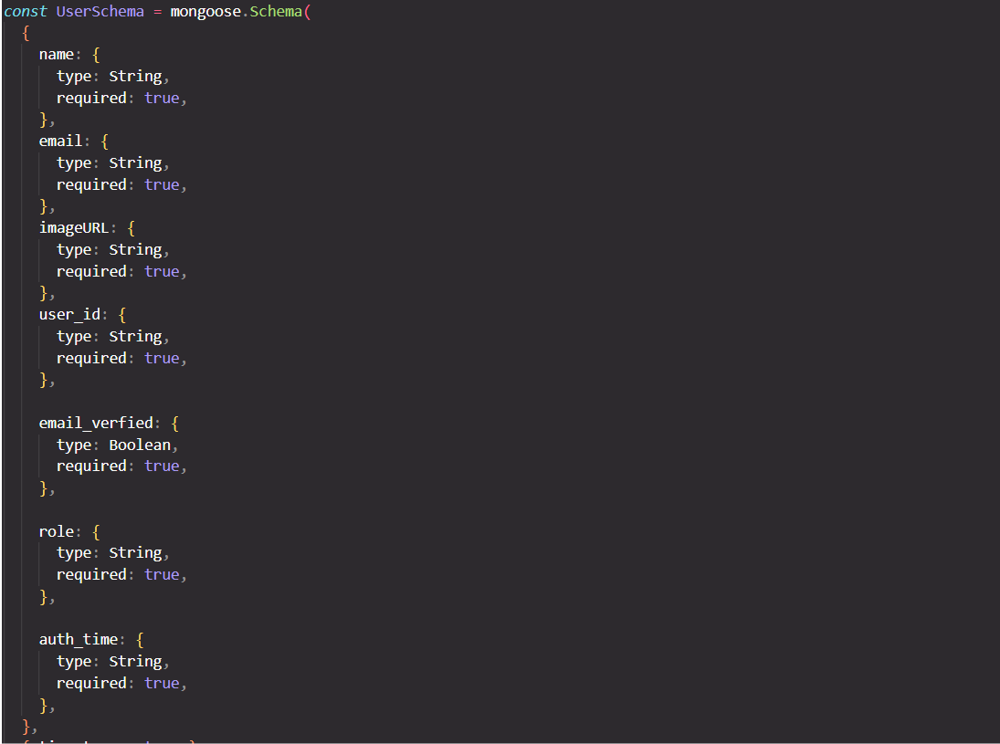 const UserSchema = mongoose.Schema(
{
name: {
type: String,
required: true,
},
email: {
type: String,
required: true,
},
imageURL: {
type: String,
required: true,
},
user_id: {
type: String,
required: true,
},
email_verfied: {
type: Boolean,
required: true,
},
role: {
type: String,
required: true,
},
auth_time: {
type: String,
required: true,
},
},